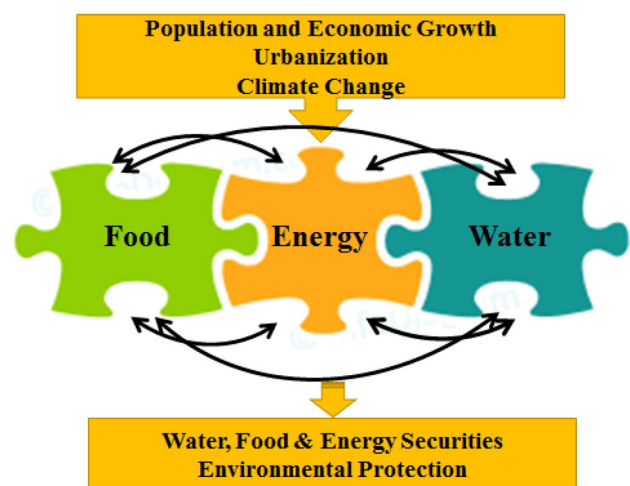 Population and Economic Growth
Urbanization
Climate Change
Food
Energy
Water
Water, Food & Energy Securities
Environmental Protection